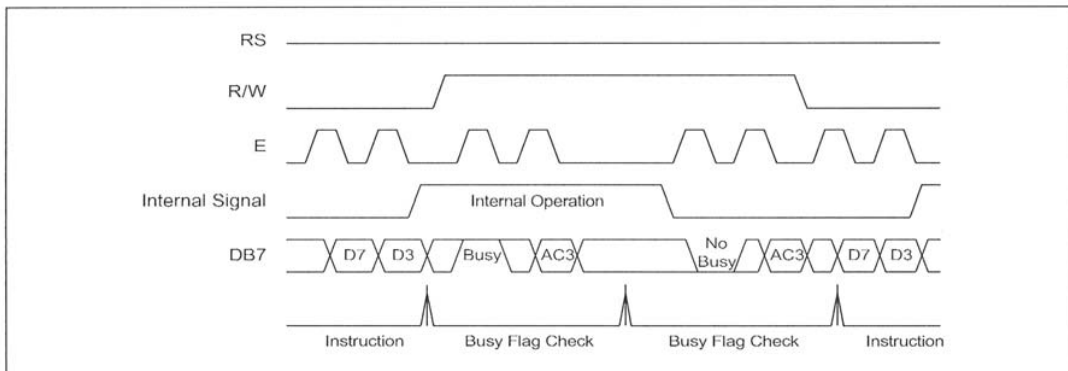 RS
R/W
E
Internal Signal
Internal Operation
DB7
D7
D3
Busy
AC3
No
Busy
AC3
D7
D3
Instruction
Busy Flag Check
Busy Flag Check
Instruction